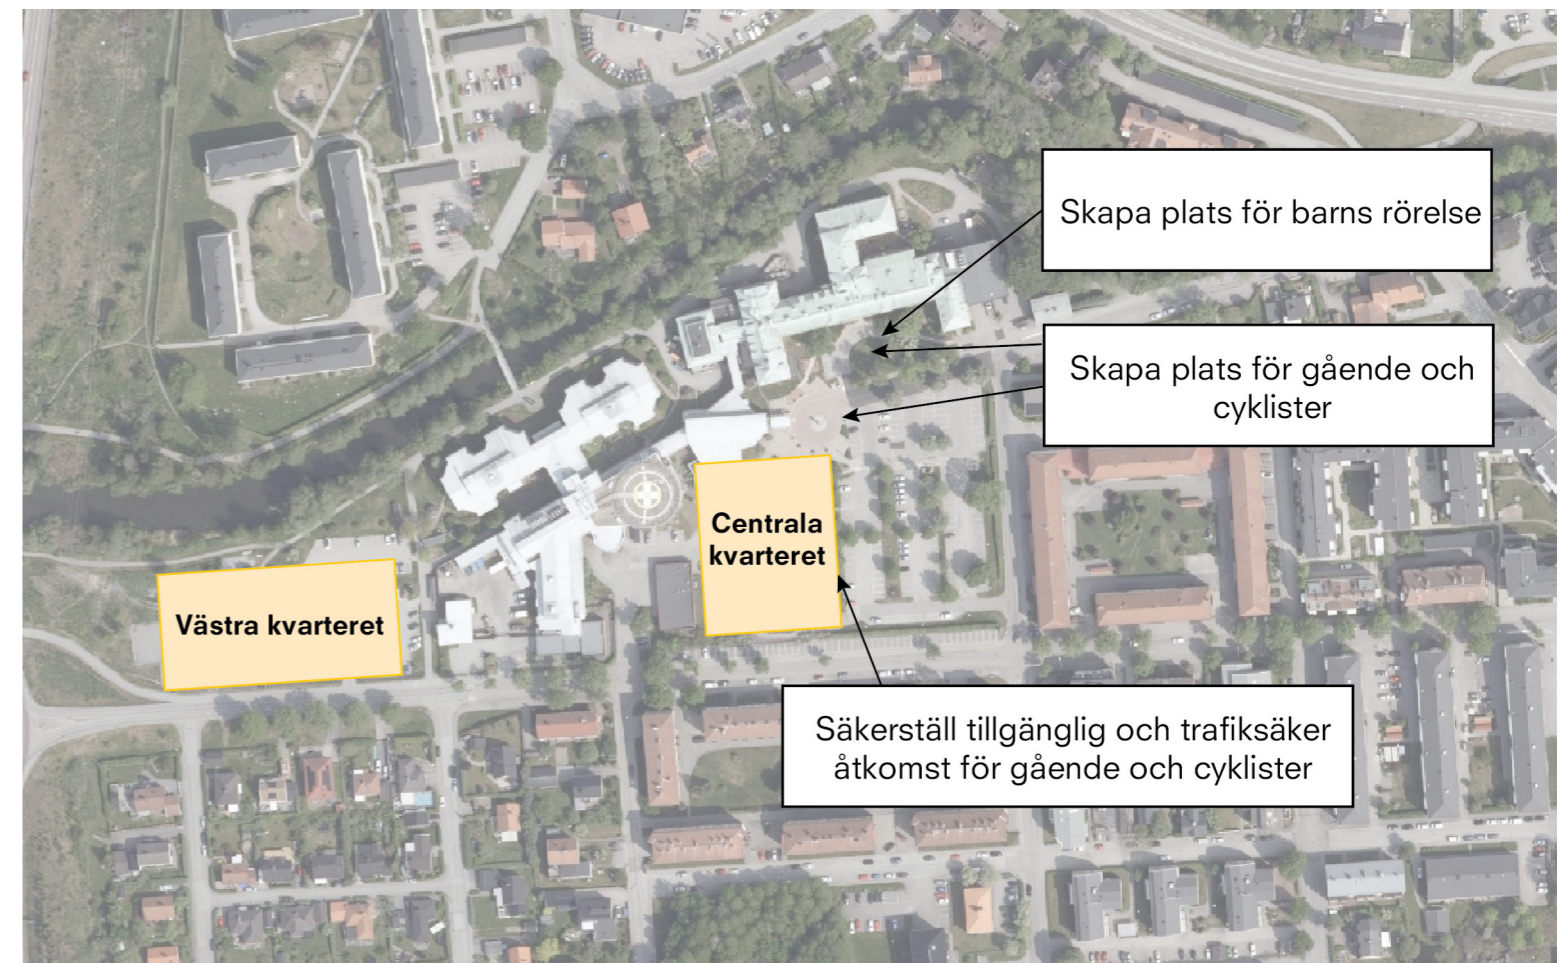 Skapa plats för barns rörelse
Skapa plats för gående och
cyklister
Centrala
kvarteret
Västra kvarteret
Säkerställ tillgänglig och trafiksäker
åtkomst för gående och cyklister